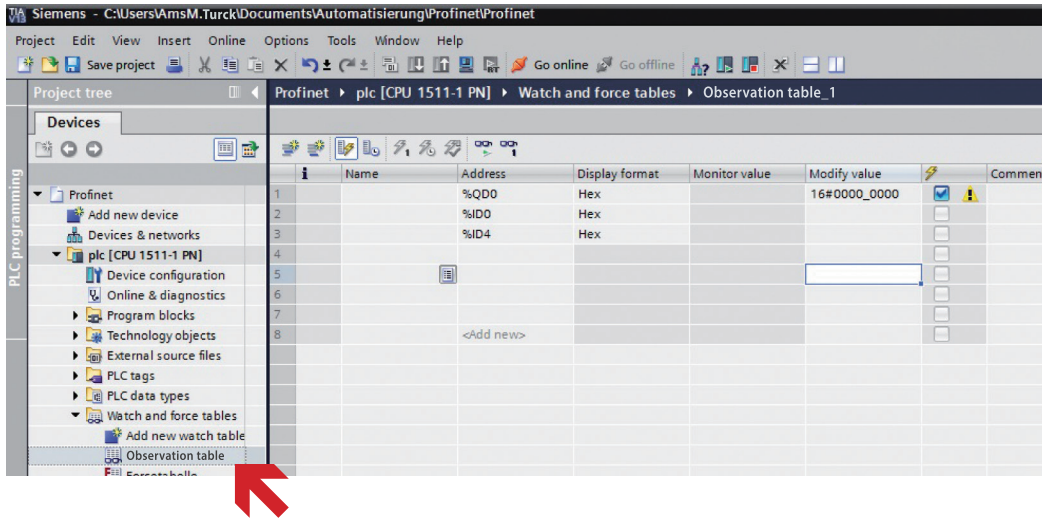 Siemens - C:\Users\AmsM.Turck\Documents\Automatisierung\Profinet\Profinet
Project Edit View Insert Online Options Tools Window Help
Save project Go online Go offline
Project tree
Profinet ▸ plc [CPU 1511-1 PN] ▸ Watch and force tables ▸ Observation table_1
Devices
i Name Address Display format Monitor value Modify value Commen
1 %QD0 Hex 16#0000_0000
2 %ID0 Hex
3 %ID4 Hex
4
5
6
7
8 <Add new>
PLC programming
Profinet
Add new device
Devices & networks
plc [CPU 1511-1 PN]
Device configuration
Online & diagnostics
Program blocks
Technology objects
External source files
PLC tags
PLC data types
Watch and force tables
Add new watch table
Observation table